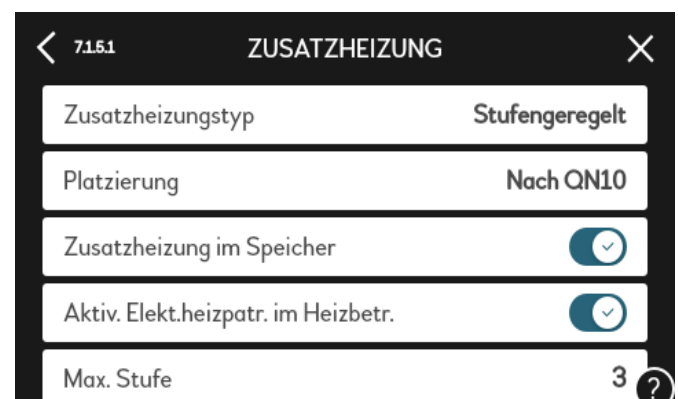 7.1.5.1 ZUSATZHEIZUNG
Zusatzheizungstyp Stufengeregelt
Platzierung Nach QN10
Zusatzheizung im Speicher
Aktiv. Elekt.heizpatr. im Heizbetr.
Max. Stufe 3
?